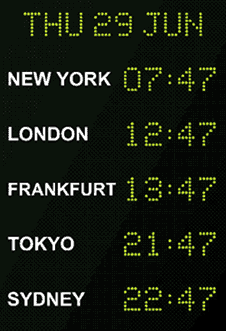 THU 29 JUN
NEW YORK 07:47
LONDON 12:47
FRANKFURT 13:47
TOKYO 21:47
SYDNEY 22:47